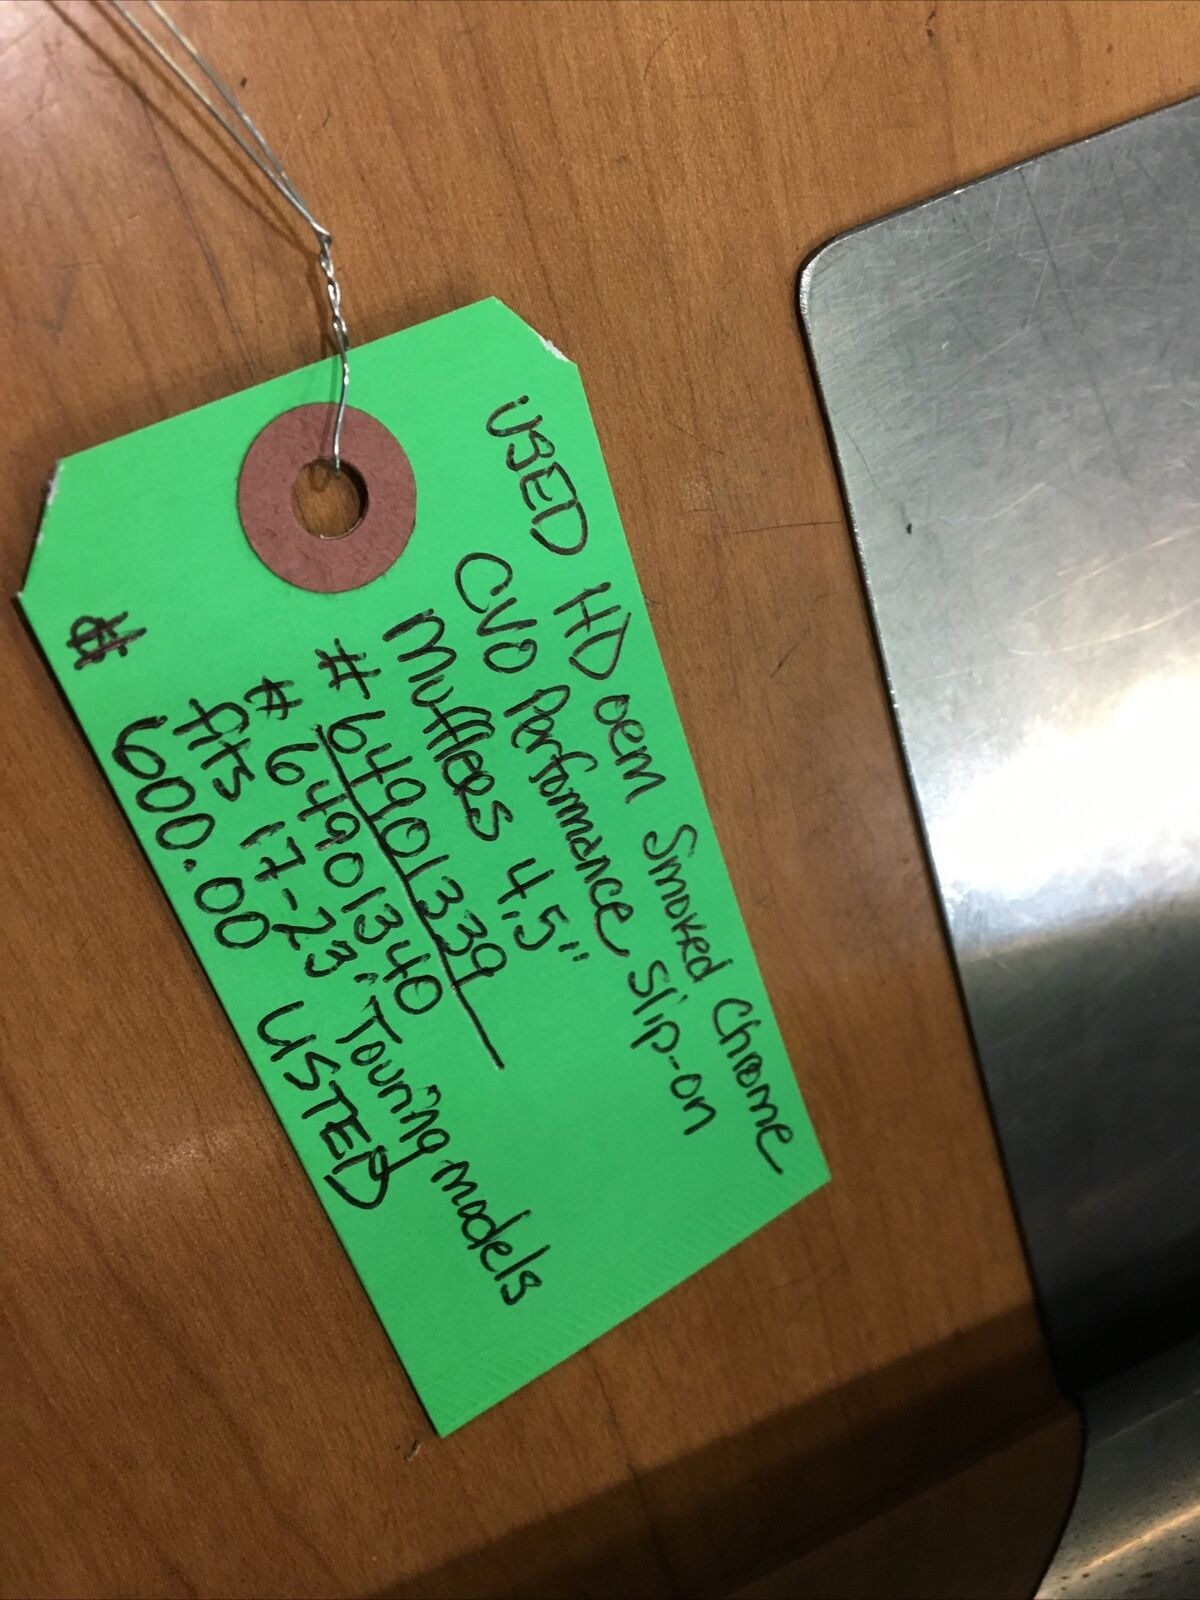 USED HD oem Smoked Chrome
CVO Performance Slip-on
Mufflers 4.5"
# 64901339
# 64901340
fits 17-23' Touring models
$ 600.00 LISTED